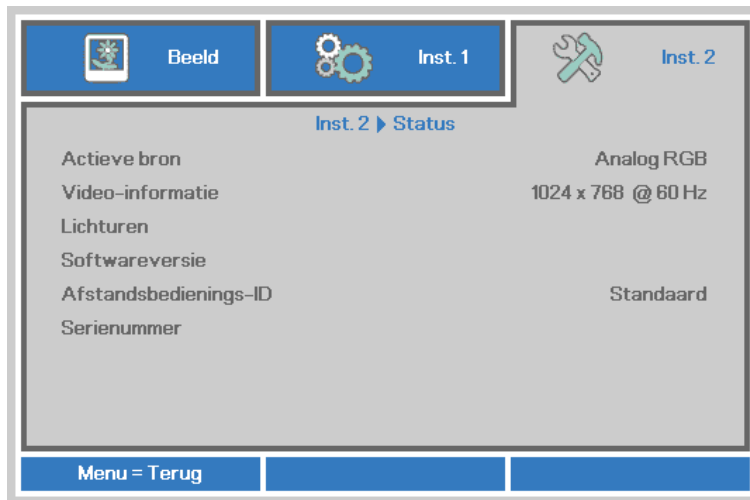 Beeld
Inst. 1
Inst. 2
Inst. 2 Status
Actieve bron Analog RGB
Video-informatie 1024 x 768 @ 60 Hz
Lichturen
Softwareversie
Afstandsbedienings-ID Standaard
Serienummer
Menu = Terug